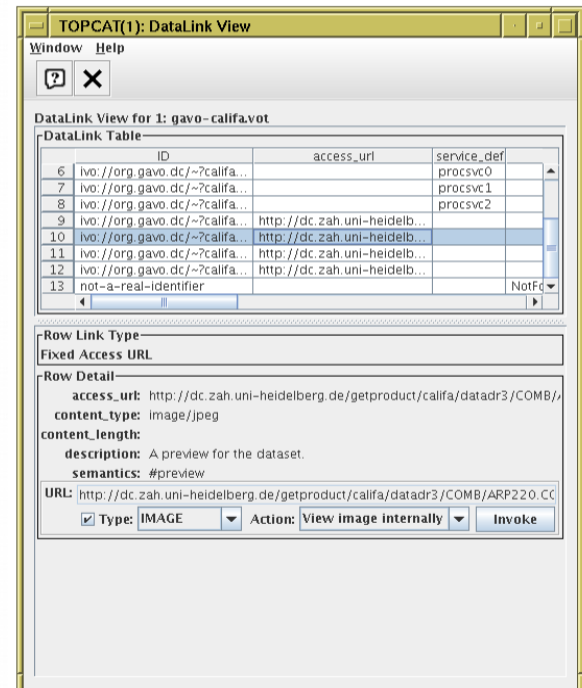 TOPCAT(1): DataLink View
Window Help
DataLink View for 1: gavo-califa.vot
DataLink Table
ID access_url service_def
6 ivo://org.gavo.dc/~?califa... procsvc0
7 ivo://org.gavo.dc/~?califa... procsvc1
8 ivo://org.gavo.dc/~?califa... procsvc2
9 ivo://org.gavo.dc/~?califa... http://dc.zah.uni-heidelb...
10 ivo://org.gavo.dc/~?califa... http://dc.zah.uni-heidelb...
11 ivo://org.gavo.dc/~?califa... http://dc.zah.uni-heidelb...
12 ivo://org.gavo.dc/~?califa... http://dc.zah.uni-heidelb...
13 not-a-real-identifier NotFo
Row Link Type
Fixed Access URL
Row Detail
access_url: http://dc.zah.uni-heidelberg.de/getproduct/califa/datadr3/COMB/
content_type: image/jpeg
content_length:
description: A preview for the dataset.
semantics: #preview
URL: http://dc.zah.uni-heidelberg.de/getproduct/califa/datadr3/COMB/ARP220.CO
Type: IMAGE Action: View image internally Invoke